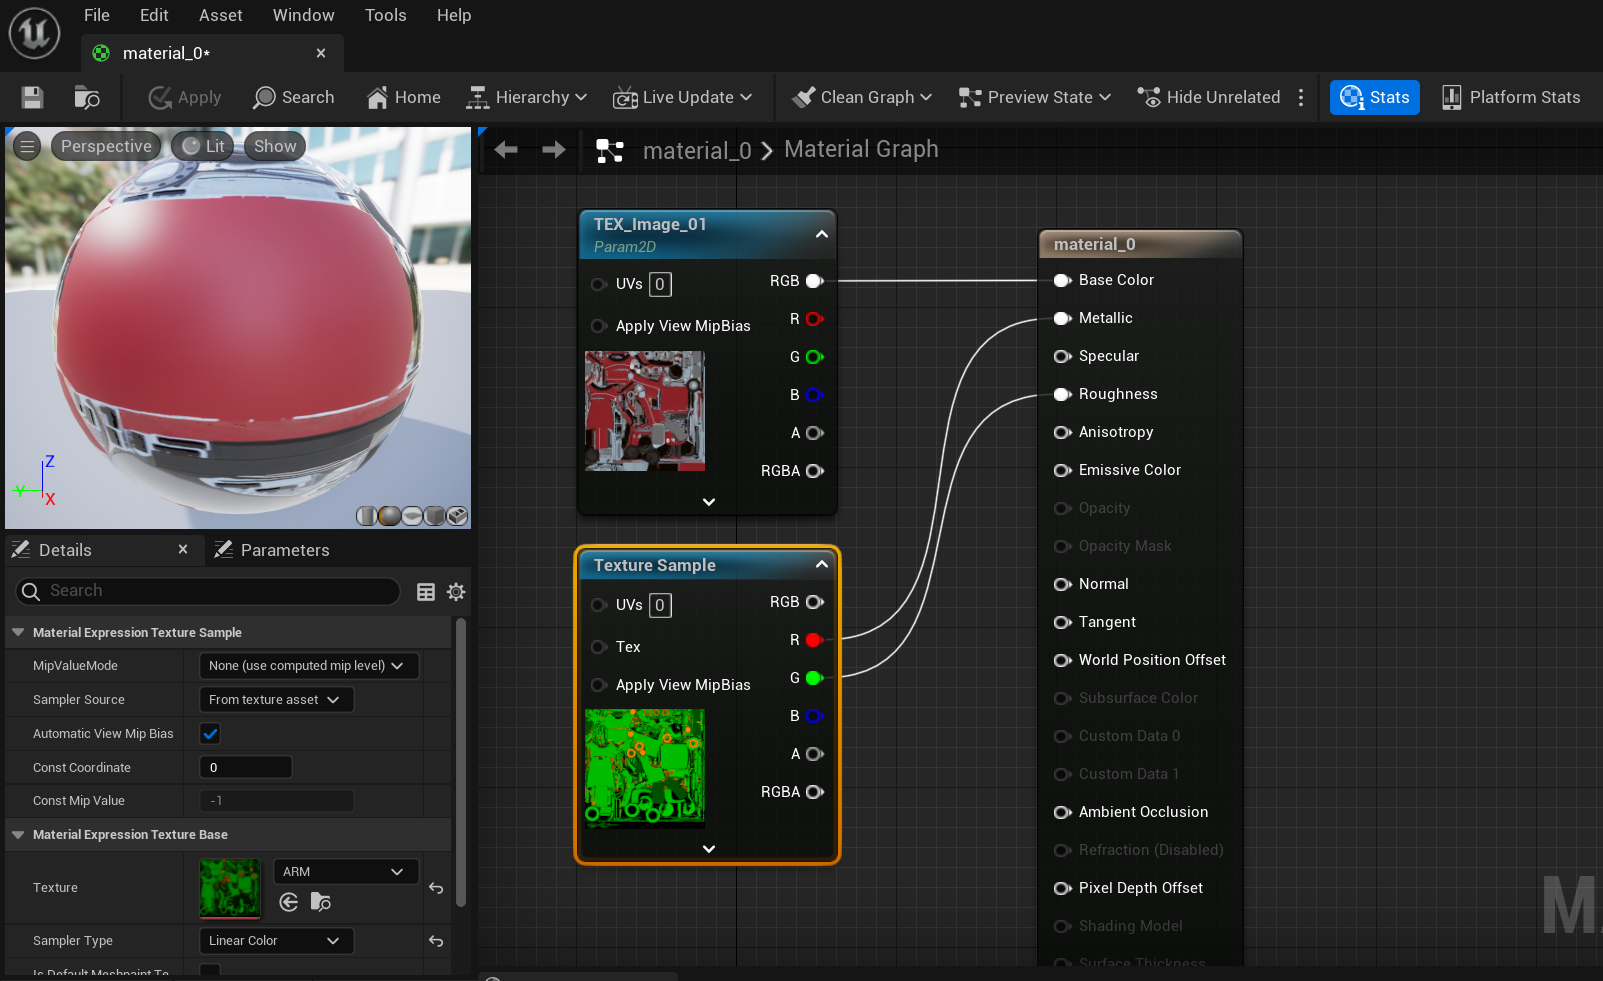 File Edit Asset Window Tools Help
material_0*
Apply Search Home Hierarchy Live Update Clean Graph Preview State Hide Unrelated Stats Platform Stats
Perspective Lit Show
material_0 > Material Graph
TEX_Image_01
Param2D
UVs 0
Apply View MipBias
RGB
R
G
B
A
RGBA
Texture Sample
UVs 0
Tex
Apply View MipBias
RGB
R
G
B
A
RGBA
material_0
Base Color
Metallic
Specular
Roughness
Anisotropy
Emissive Color
Opacity
Opacity Mask
Normal
Tangent
World Position Offset
Subsurface Color
Custom Data 0
Custom Data 1
Ambient Occlusion
Refraction (Disabled)
Pixel Depth Offset
Shading Model
Surface Thickness
M
Z
Y
X
Details Parameters
Search
Material Expression Texture Sample
MipValueMode None (use computed mip level)
Sampler Source From texture asset
Automatic View Mip Bias
Const Coordinate 0
Const Mip Value -1
Material Expression Texture Base
Texture ARM
Sampler Type Linear Color
Is Default Meshpaint Te